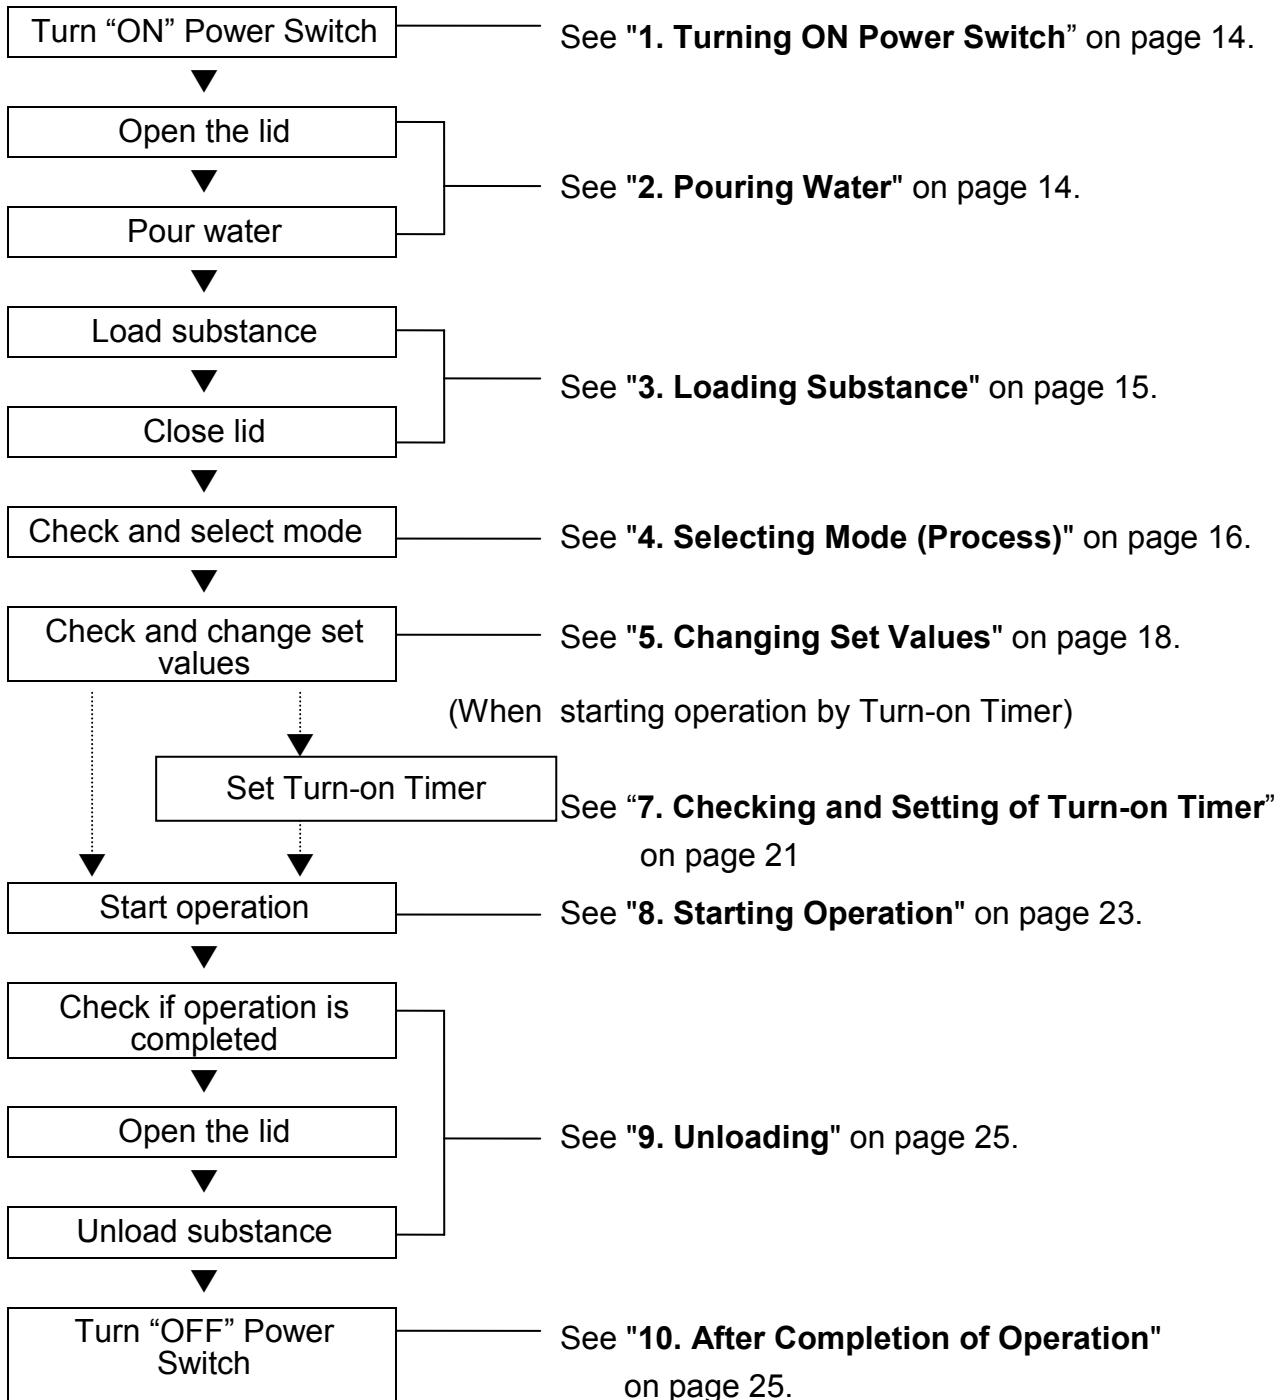 Turn “ON” Power Switch
See "1. Turning ON Power Switch” on page 14.
Open the lid
See "2. Pouring Water" on page 14.
Pour water
Load substance
See "3. Loading Substance" on page 15.
Close lid
Check and select mode
See "4. Selecting Mode (Process)" on page 16.
Check and change set
values
See "5. Changing Set Values" on page 18.
(When starting operation by Turn-on Timer)
Set Turn-on Timer
See “7. Checking and Setting of Turn-on Timer”
on page 21
Start operation
See "8. Starting Operation" on page 23.
Check if operation is
completed
Open the lid
See "9. Unloading" on page 25.
Unload substance
Turn “OFF” Power
Switch
See "10. After Completion of Operation"
on page 25.